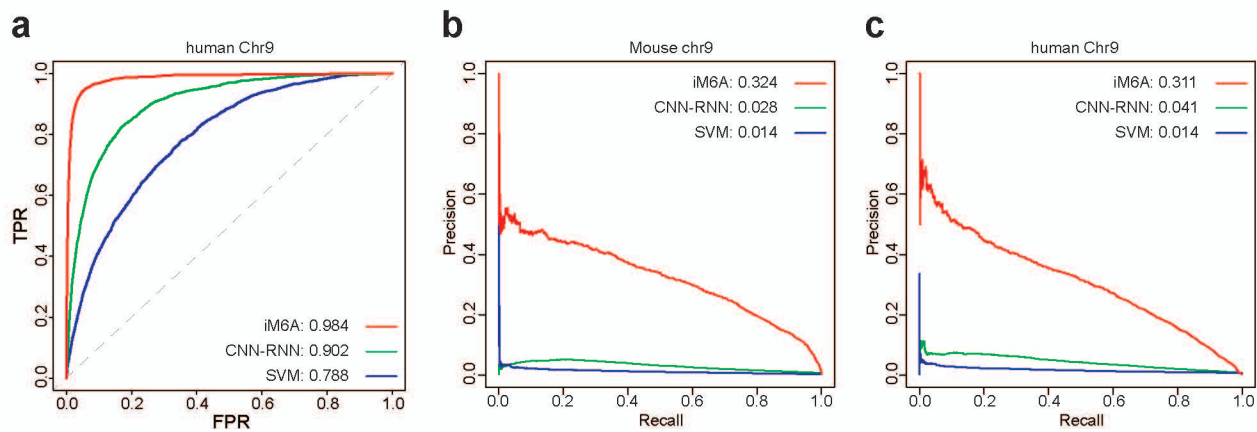 a
human Chr9
TPR
1.0
0.8
0.6
0.4
0.2
0.0
iM6A: 0.984
CNN-RNN: 0.902
SVM: 0.788
0.0 0.2 0.4 0.6 0.8 1.0
FPR
b
Mouse chr9
Precision
1.0
0.8
0.6
0.4
0.2
0.0
iM6A: 0.324
CNN-RNN: 0.028
SVM: 0.014
0.0 0.2 0.4 0.6 0.8 1.0
Recall
c
human Chr9
Precision
1.0
0.8
0.6
0.4
0.2
0.0
iM6A: 0.311
CNN-RNN: 0.041
SVM: 0.014
0.0 0.2 0.4 0.6 0.8 1.0
Recall